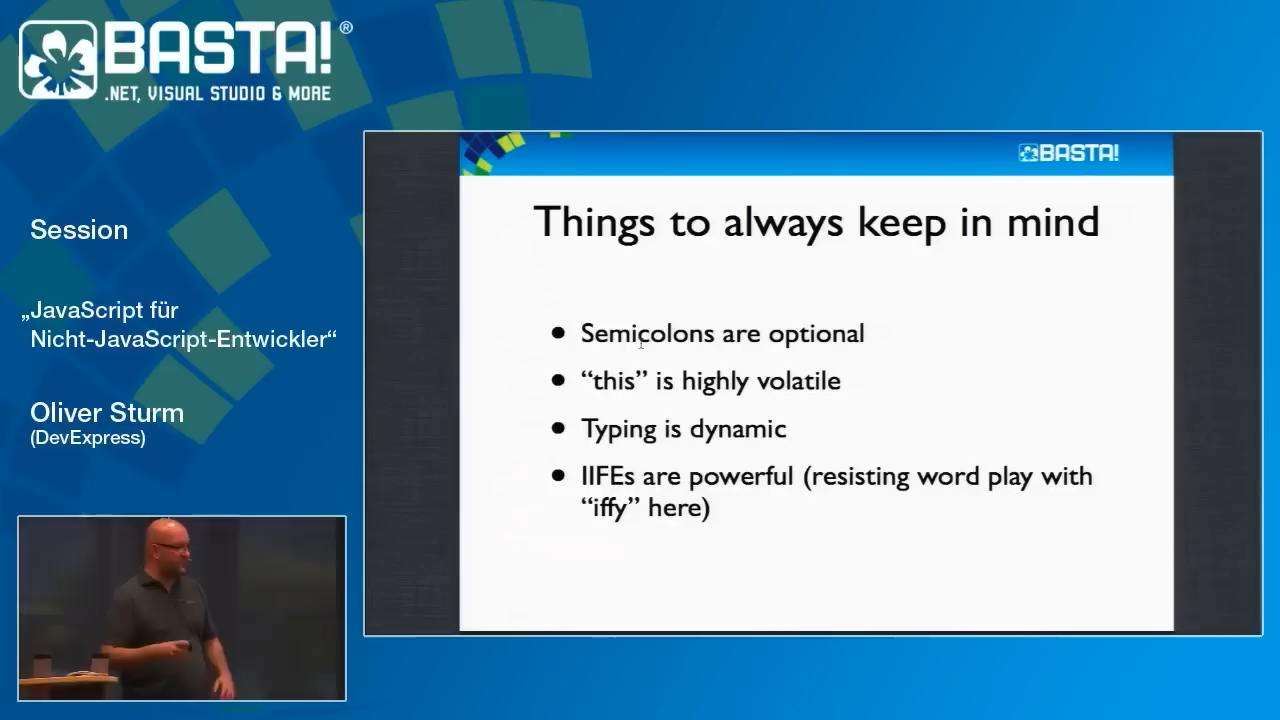 BASTA!®
.NET, VISUAL STUDIO & MORE
Session
„JavaScript für
Nicht-JavaScript-Entwickler“
Oliver Sturm
(DevExpress)
BASTA!
Things to always keep in mind
• Semicolons are optional
• “this” is highly volatile
• Typing is dynamic
• IIFEs are powerful (resisting word play with
“iffy” here)